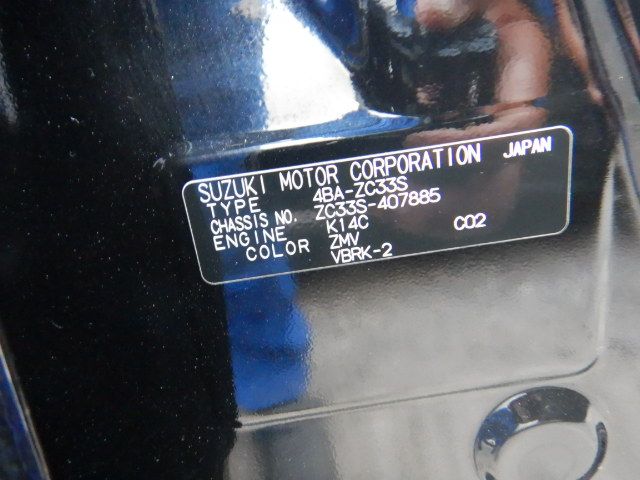 SUZUKI MOTOR CORPORATION JAPAN
TYPE 4BA-ZC33S
CHASSIS NO. ZC33S-407885
ENGINE K14C C02
COLOR ZMV
VBRK-2